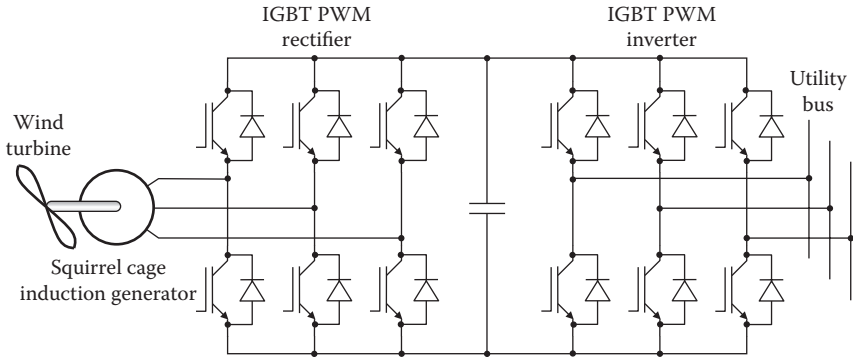 IGBT PWM
rectifier
IGBT PWM
inverter
Utility
bus
Wind
turbine
Squirrel cage
induction generator